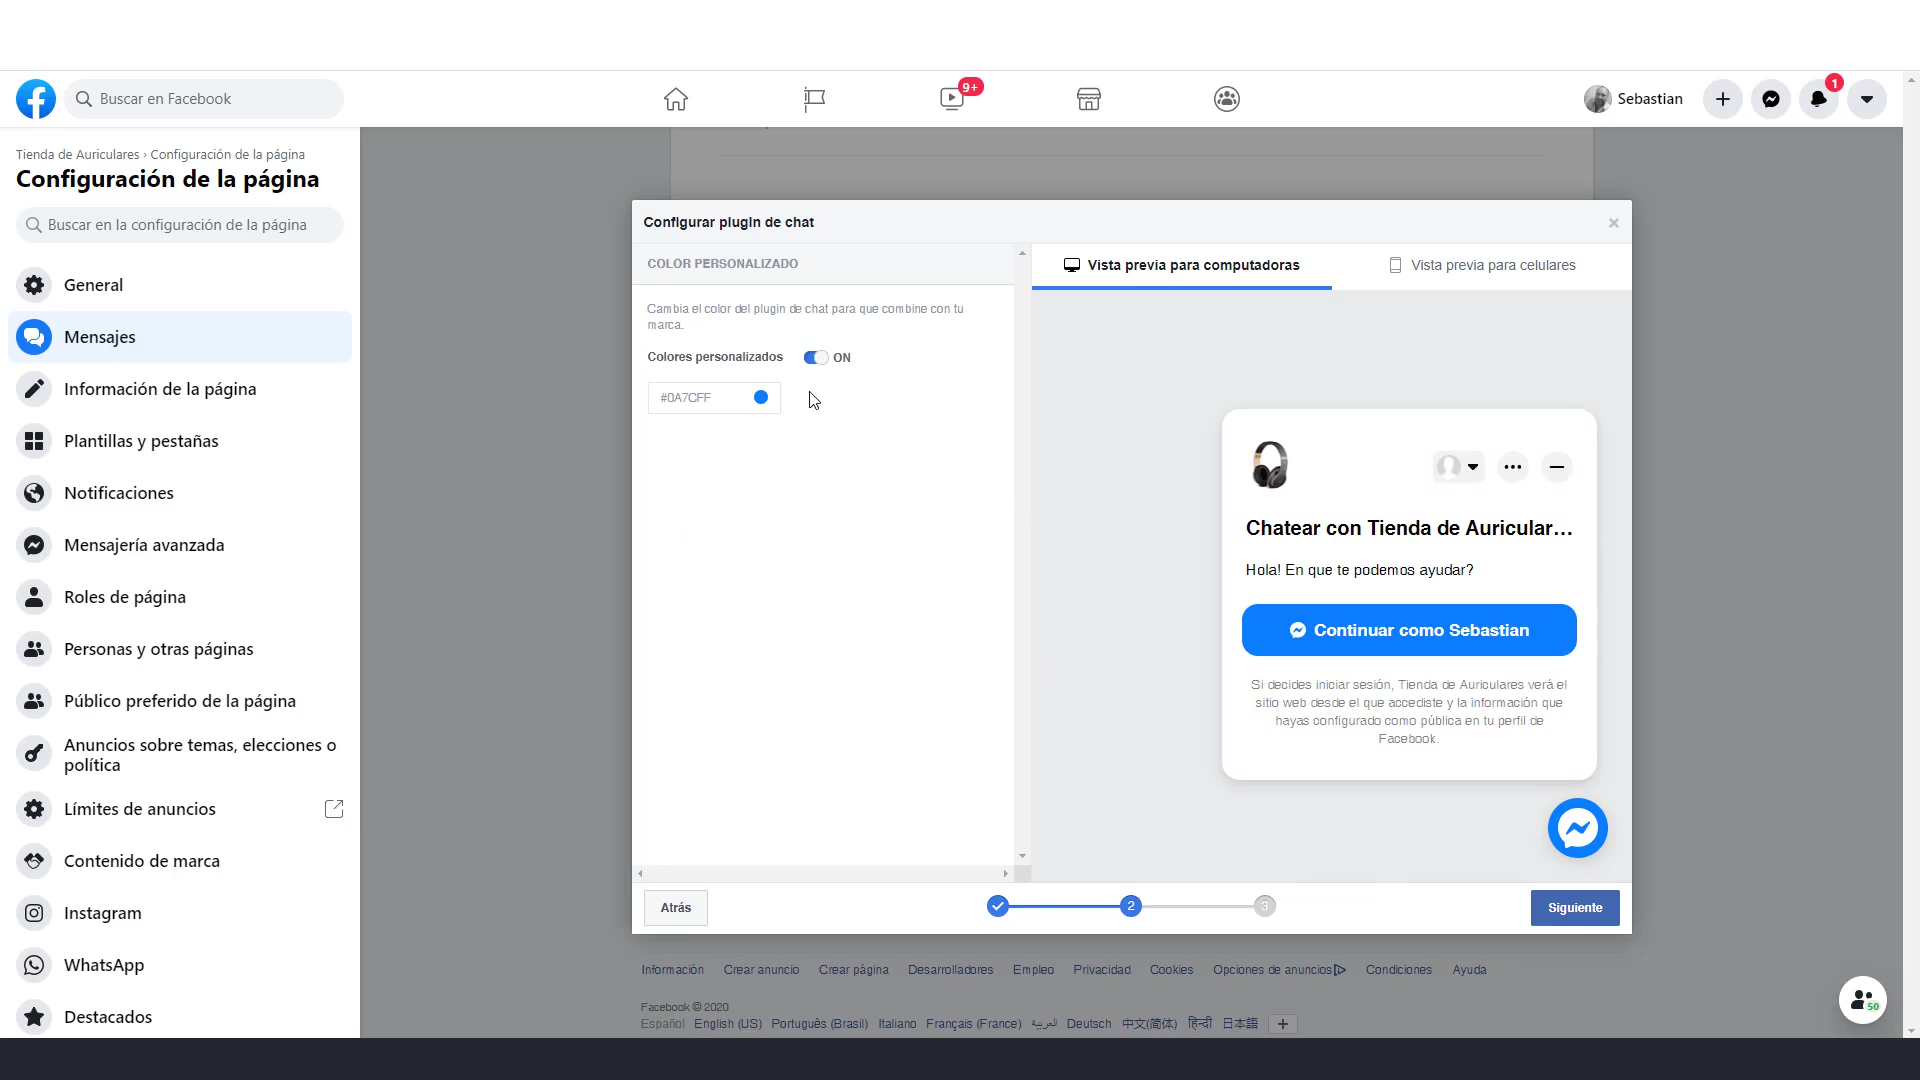 Buscar en Facebook
9+
Sebastian
1
Tienda de Auriculares › Configuración de la página
Configuración de la página
Buscar en la configuración de la página
General
Mensajes
Información de la página
Plantillas y pestañas
Notificaciones
Mensajería avanzada
Roles de página
Personas y otras páginas
Público preferido de la página
Anuncios sobre temas, elecciones o
política
Límites de anuncios
Contenido de marca
Instagram
WhatsApp
Destacados
Configurar plugin de chat
COLOR PERSONALIZADO
Cambia el color del plugin de chat para que combine con tu
marca.
Colores personalizados ON
#0A7CFF
Vista previa para computadoras
Vista previa para celulares
Chatear con Tienda de Auricular...
Hola! En que te podemos ayudar?
Continuar como Sebastian
Si decides iniciar sesión, Tienda de Auriculares verá el
sitio web desde el que accediste y la información que
hayas configurado como pública en tu perfil de
Facebook.
Atrás
2
3
Siguiente
Información Crear anuncio Crear página Desarrolladores Empleo Privacidad Cookies Opciones de anuncios Condiciones Ayuda
Facebook © 2020
Español English (US) Português (Brasil) Italiano Français (France) العربية Deutsch 中文(简体) हिन्दी 日本語 +
50